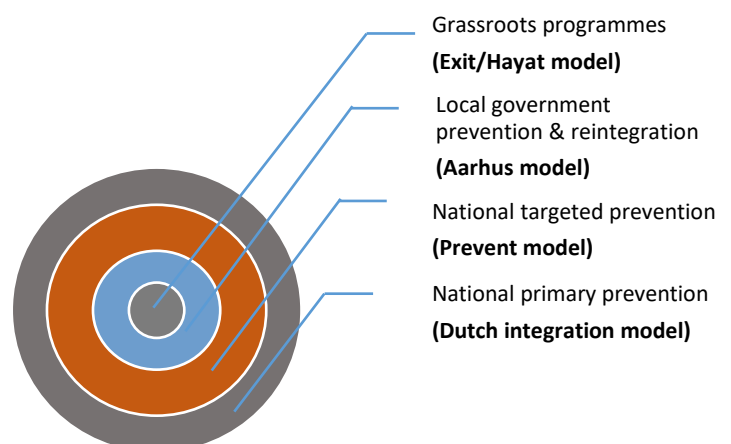 Grassroots programmes
(Exit/Hayat model)
Local government
prevention & reintegration
(Aarhus model)
National targeted prevention
(Prevent model)
National primary prevention
(Dutch integration model)